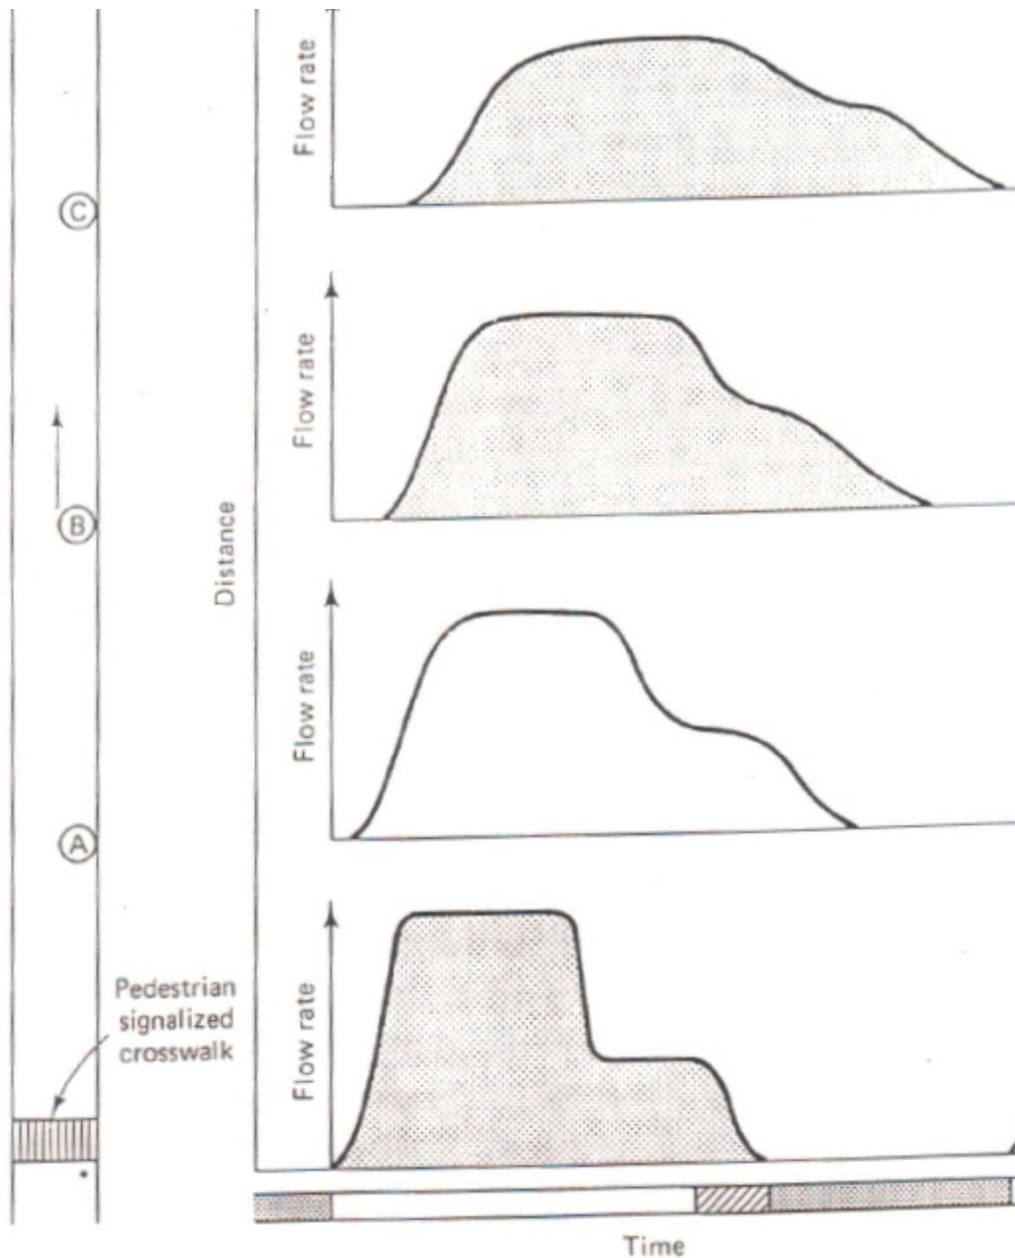 Flow rate
C
Flow rate
B
Distance
Flow rate
A
Pedestrian
signalized
crosswalk
Flow rate
Time